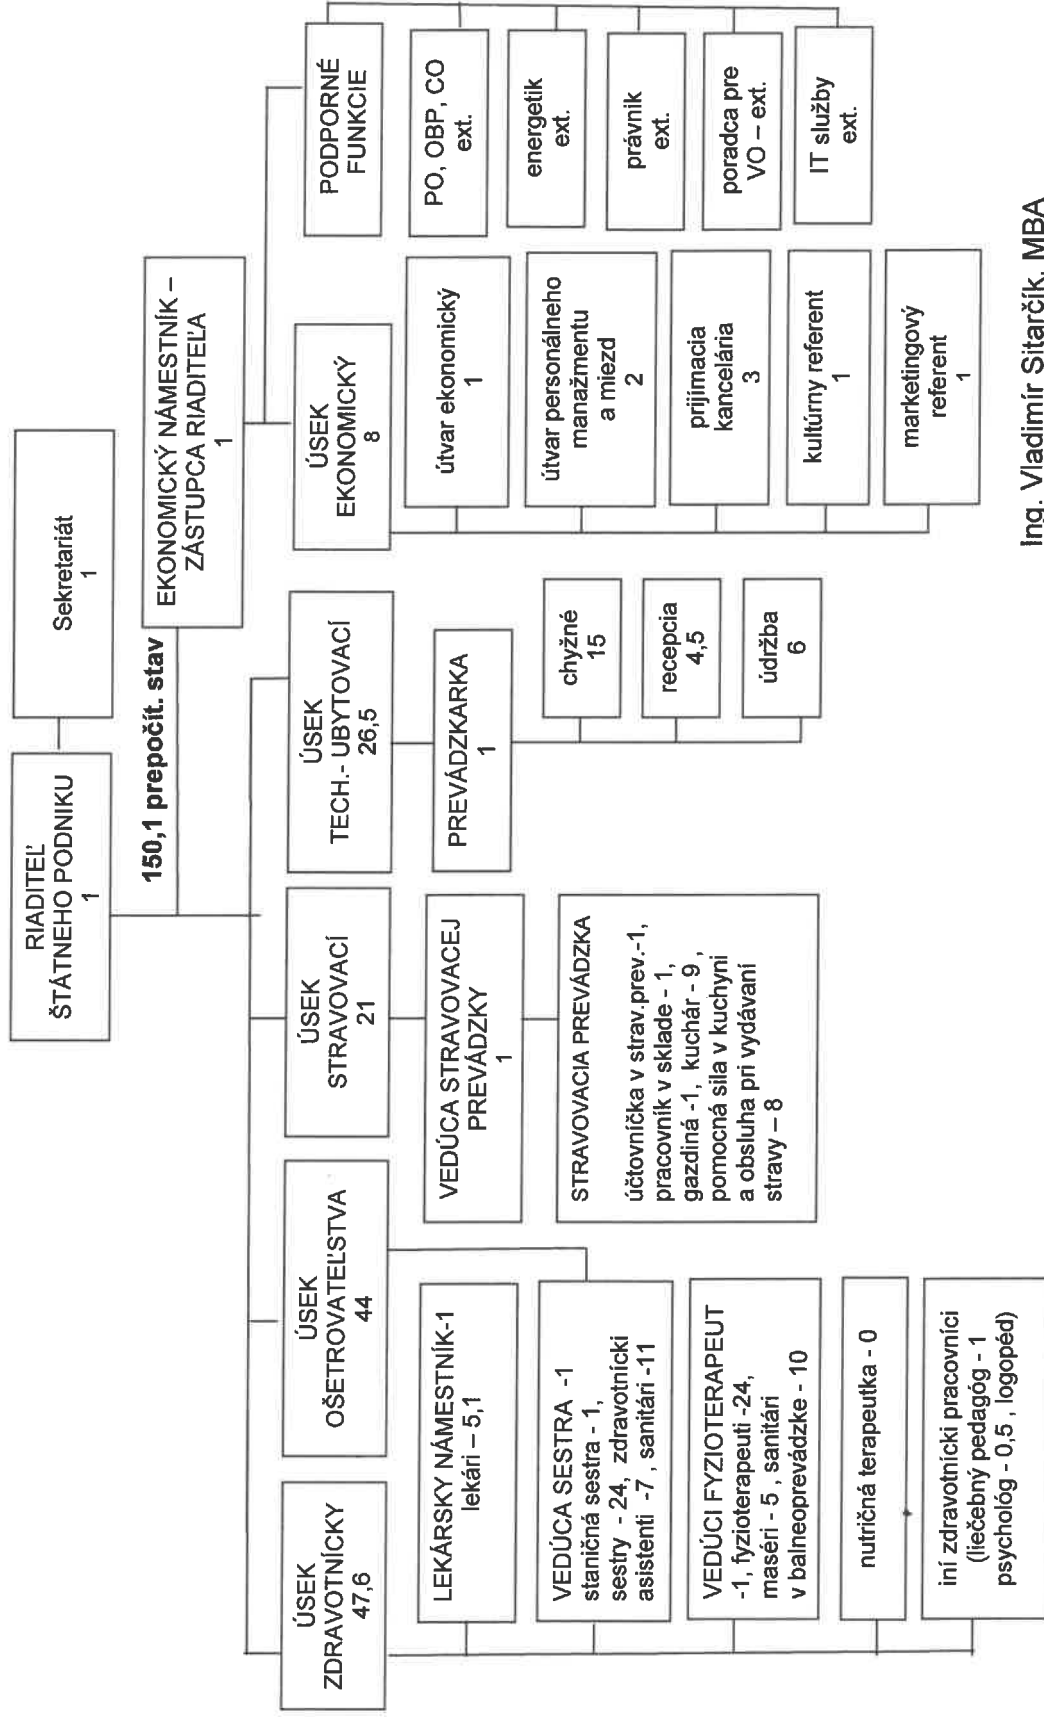 RIADITEĽ
ŠTÁTNEHO PODNIKU
1
Sekretariát
1
150,1 prepočít. stav
EKONOMICKÝ NÁMESTNÍK –
ZÁSTUPCA RIADITEĽA
1
ÚSEK
ZDRAVOTNÍCKY
47,6
ÚSEK
OŠETROVATEĽSTVA
44
ÚSEK
STRAVOVACÍ
21
ÚSEK
TECH.- UBYTOVACÍ
26,5
ÚSEK
EKONOMICKÝ
8
PODPORNÉ
FUNKCIE
LEKÁRSKY NÁMESTNÍK-1
lekári – 5,1
VEDÚCA SESTRA -1
staničná sestra - 1,
sestry - 24, zdravotnícki
asistenti -7 , sanitári -11
VEDÚCI FYZIOTERAPEUT
-1, fyzioterapeuti -24,
maséri - 5 , sanitári
v balneoprevádzke - 10
nutričná terapeutka - 0
iní zdravotnícki pracovníci
(liečebný pedagóg - 1
psychológ - 0,5 , logopéd)
VEDÚCA STRAVOVACEJ
PREVÁDZKY
1
STRAVOVACIA PREVÁDZKA
účtovníčka v strav.prev.-1,
pracovník v sklade - 1,
gazdiná -1, kuchár - 9 ,
pomocná sila v kuchyni
a obsluha pri vydávaní
stravy – 8
PREVÁDZKARKA
1
chyžné
15
recepcia
4,5
údržba
6
útvar ekonomický
1
útvar personálneho
manažmentu
a miezd
2
prijímacia
kancelária
3
kultúrny referent
1
marketingový
referent
1
PO, OBP, CO
ext.
energetik
ext.
právnik
ext.
poradca pre
VO – ext.
IT služby
ext.
Ing. Vladimír Sitarčík, MBA